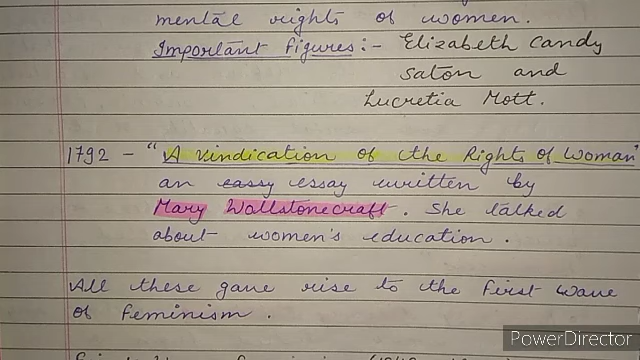 mental rights of women.
Important figures :- Elizabeth Candy
Saton and
Lucretia Mott.
1792 - "A vindication of the Rights of Woman"
an eassy essay written by
Mary Wallstonecraft. She talked
about women's education.
All these gave rise to the first wave
of feminism.
PowerDirector